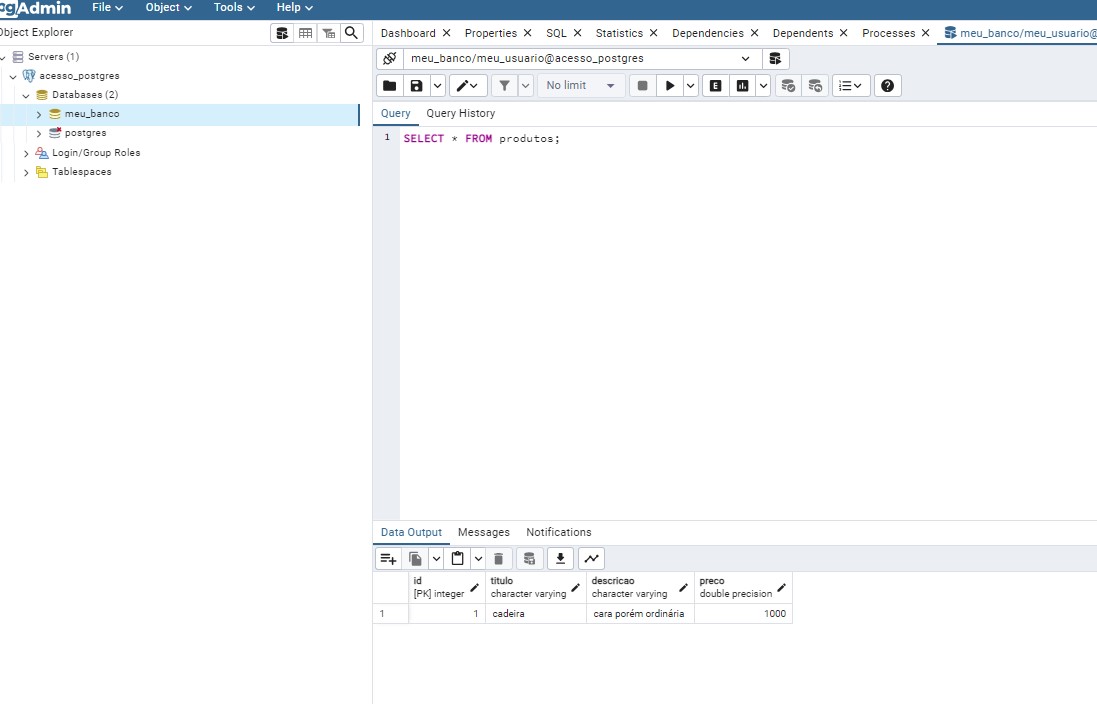 pgAdmin File Object Tools Help
Object Explorer
Servers (1)
acesso_postgres
Databases (2)
meu_banco
postgres
Login/Group Roles
Tablespaces
Dashboard Properties SQL Statistics Dependencies Dependents Processes meu_banco/meu_usuario@
meu_banco/meu_usuario@acesso_postgres
No limit E
Query Query History
1 SELECT * FROM produtos;
Data Output Messages Notifications
id titulo descricao preco
[PK] integer character varying character varying double precision
1 1 cadeira cara porém ordinária 1000